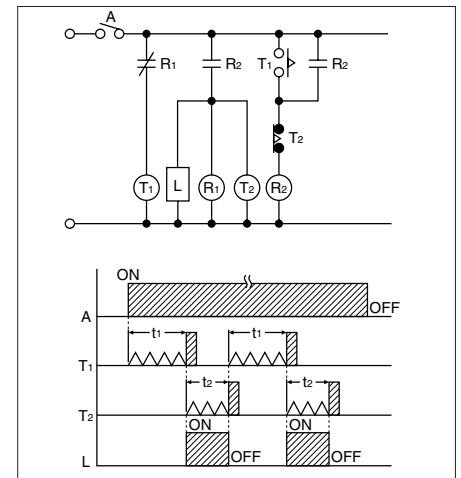 A
R1 R2 T1 R2
T2
T1 L R1 T2 R2
ON
A OFF
t1 t1
T1
t2 t2
T2
ON ON
OFF OFF
L